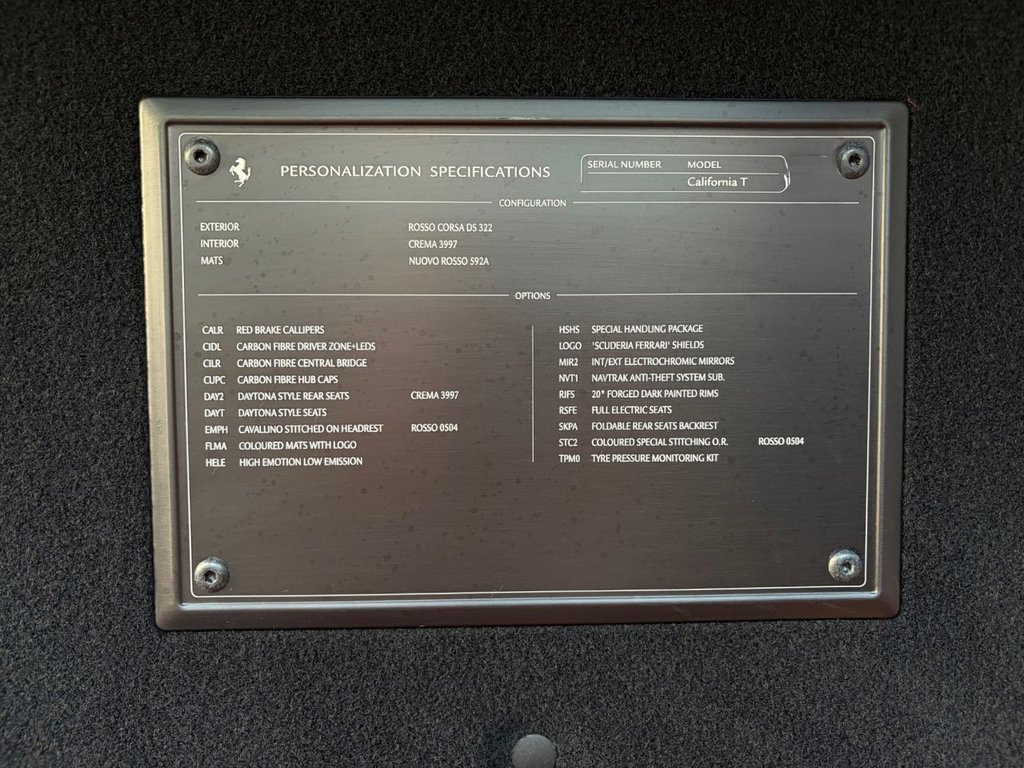 PERSONALIZATION SPECIFICATIONS
SERIAL NUMBER MODEL
California T
CONFIGURATION
EXTERIOR ROSSO CORSA DS 322
INTERIOR CREMA 3997
MATS NUOVO ROSSO 592A
OPTIONS
CALR RED BRAKE CALLIPERS
CIDL CARBON FIBRE DRIVER ZONE+LEDS
CILR CARBON FIBRE CENTRAL BRIDGE
CUPC CARBON FIBRE HUB CAPS
DAY2 DAYTONA STYLE REAR SEATS CREMA 3997
DAYT DAYTONA STYLE SEATS
EMPH CAVALLINO STITCHED ON HEADREST ROSSO 0504
FLMA COLOURED MATS WITH LOGO
HELE HIGH EMOTION LOW EMISSION
HSHS SPECIAL HANDLING PACKAGE
LOGO 'SCUDERIA FERRARI' SHIELDS
MIR2 INT/EXT ELECTROCHROMIC MIRRORS
NVT1 NAVTRAK ANTI-THEFT SYSTEM SUB.
RIFS 20" FORGED DARK PAINTED RIMS
RSFE FULL ELECTRIC SEATS
SKPA FOLDABLE REAR SEATS BACKREST
STC2 COLOURED SPECIAL STITCHING O.R. ROSSO 0504
TPM0 TYRE PRESSURE MONITORING KIT